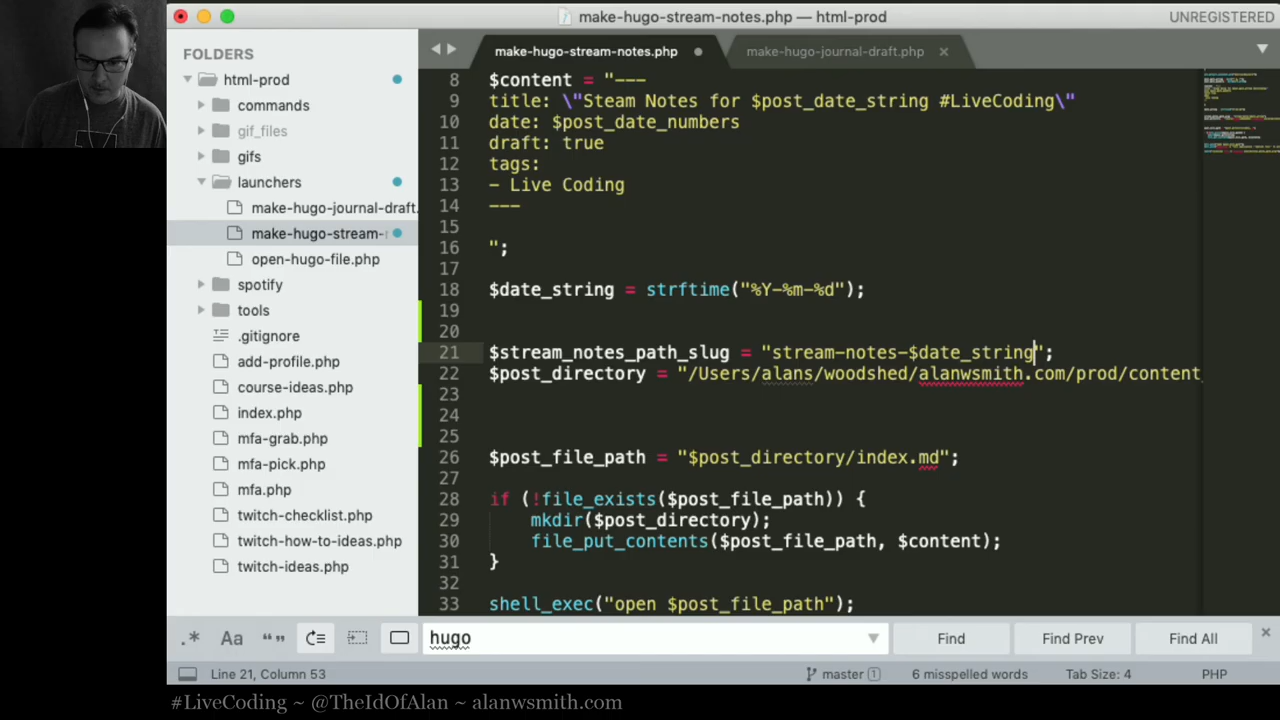 make-hugo-stream-notes.php — html-prod
UNREGISTERED
FOLDERS
html-prod
commands
gif_files
gifs
launchers
make-hugo-journal-draft.
make-hugo-stream-
open-hugo-file.php
spotify
tools
.gitignore
add-profile.php
course-ideas.php
index.php
mfa-grab.php
mfa-pick.php
mfa.php
twitch-checklist.php
twitch-how-to-ideas.php
twitch-ideas.php
make-hugo-stream-notes.php
make-hugo-journal-draft.php
8 $content = "---
9 title: \"Steam Notes for $post_date_string #LiveCoding\"
10 date: $post_date_numbers
11 draft: true
12 tags:
13 - Live Coding
14 ---
15
16 ";
17
18 $date_string = strftime("%Y-%m-%d");
19
20
21 $stream_notes_path_slug = "stream-notes-$date_string";
22 $post_directory = "/Users/alans/woodshed/alanwsmith.com/prod/content
23
24
25
26 $post_file_path = "$post_directory/index.md";
27
28 if (!file_exists($post_file_path)) {
29 mkdir($post_directory);
30 file_put_contents($post_file_path, $content);
31 }
32
33 shell_exec("open $post_file_path");
.* Aa “” hugo Find Find Prev Find All
Line 21, Column 53 master 1 6 misspelled words Tab Size: 4 PHP
#LiveCoding ~ @TheIdOfAlan ~ alanwsmith.com